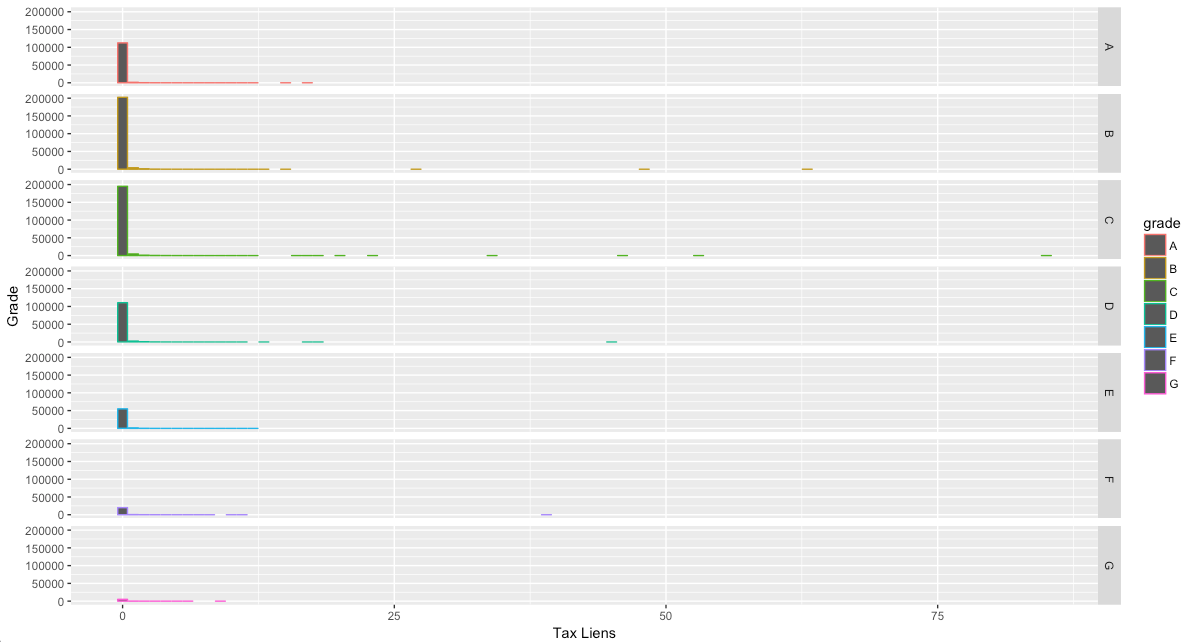 200000
150000
100000
50000
0
A
200000
150000
100000
50000
0
B
200000
150000
100000
50000
0
C
200000
150000
100000
50000
0
D
200000
150000
100000
50000
0
E
200000
150000
100000
50000
0
F
200000
150000
100000
50000
0
G
0 25 50 75
Tax Liens
Grade
grade
A
B
C
D
E
F
G